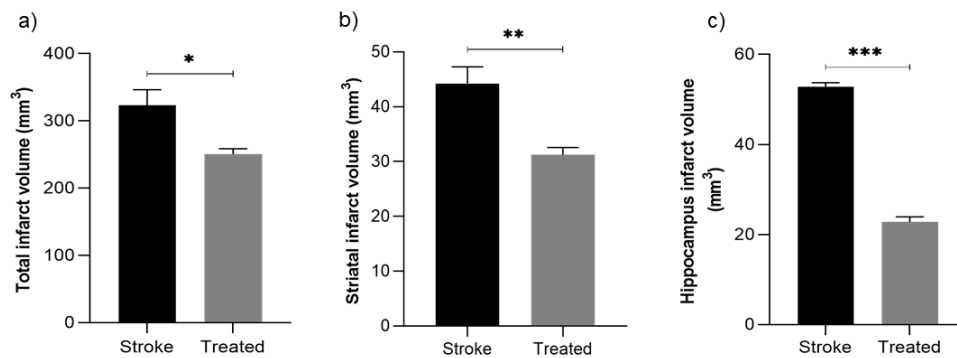 a)
Total infarct volume (mm³)
400
300
200
100
0
*
Stroke Treated
b)
Striatal infarct volume (mm³)
50
40
30
20
10
0
**
Stroke Treated
c)
Hippocampus infarct volume
(mm³)
60
40
20
0
***
Stroke Treated